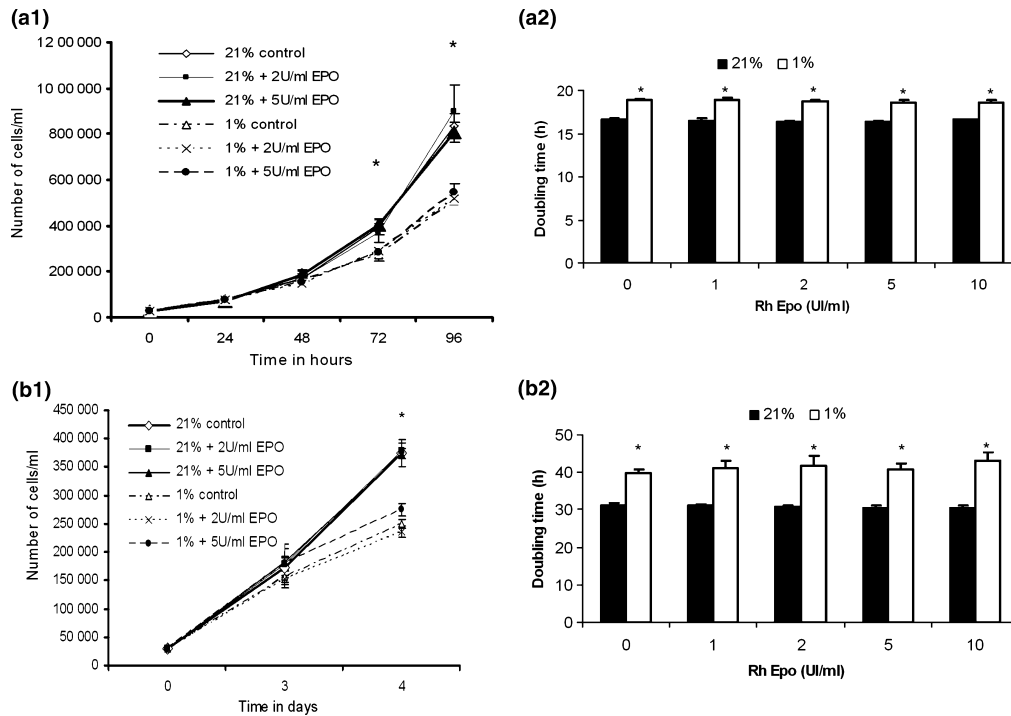 (a1)
12 00 000
10 00 000
800 000
600 000
400 000
200 000
0
Number of cells/ml
21% control
21% + 2U/ml EPO
21% + 5U/ml EPO
1% control
1% + 2U/ml EPO
1% + 5U/ml EPO
*
*
0 24 48 72 96
Time in hours
(a2)
21% 1%
20
15
10
5
0
Doubling time (h)
* * * * *
0 1 2 5 10
Rh Epo (UI/ml)
(b1)
450 000
400 000
350 000
300 000
250 000
200 000
150 000
100 000
50 000
0
Number of cells/ml
21% control
21% + 2U/ml EPO
21% + 5U/ml EPO
1% control
1% + 2U/ml EPO
1% + 5U/ml EPO
*
0 3 4
Time in days
(b2)
21% 1%
50
40
30
20
10
0
Doubling time (h)
* * * * *
0 1 2 5 10
Rh Epo (UI/ml)